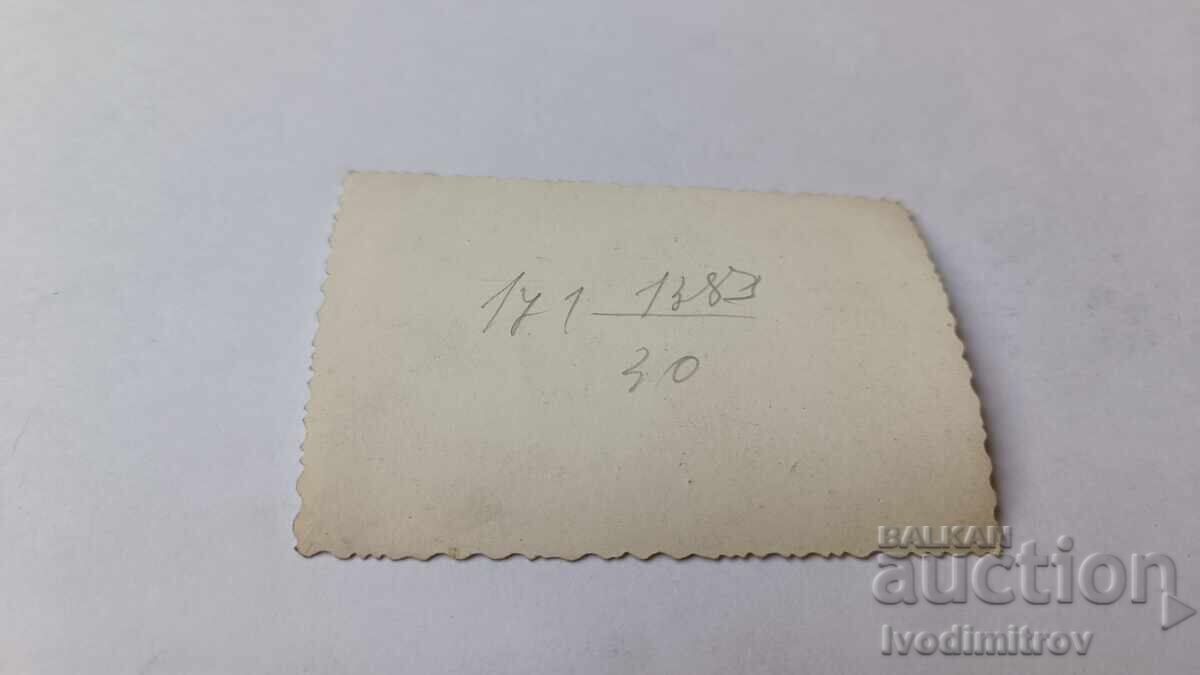 171 1383
30
BALKAN
auction
Ivodimitrov